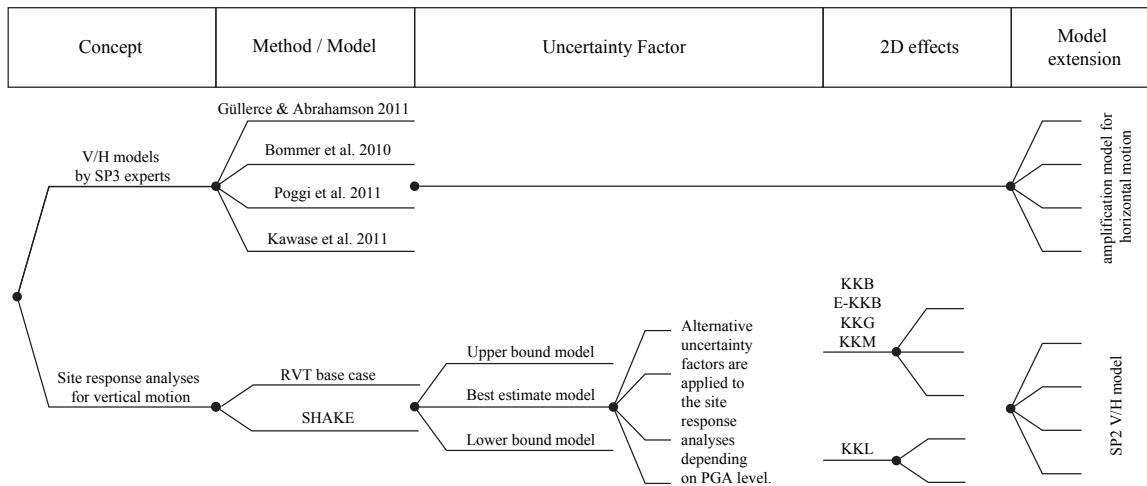 Concept
Method / Model
Uncertainty Factor
2D effects
Model
extension
V/H models
by SP3 experts
Güllerce & Abrahamson 2011
Bommer et al. 2010
Poggi et al. 2011
Kawase et al. 2011
amplification model for
horizontal motion
Site response analyses
for vertical motion
RVT base case
SHAKE
Upper bound model
Best estimate model
Lower bound model
Alternative
uncertainty
factors are
applied to
the site
response
analyses
depending
on PGA level.
KKB
E-KKB
KKG
KKM
KKL
SP2 V/H model